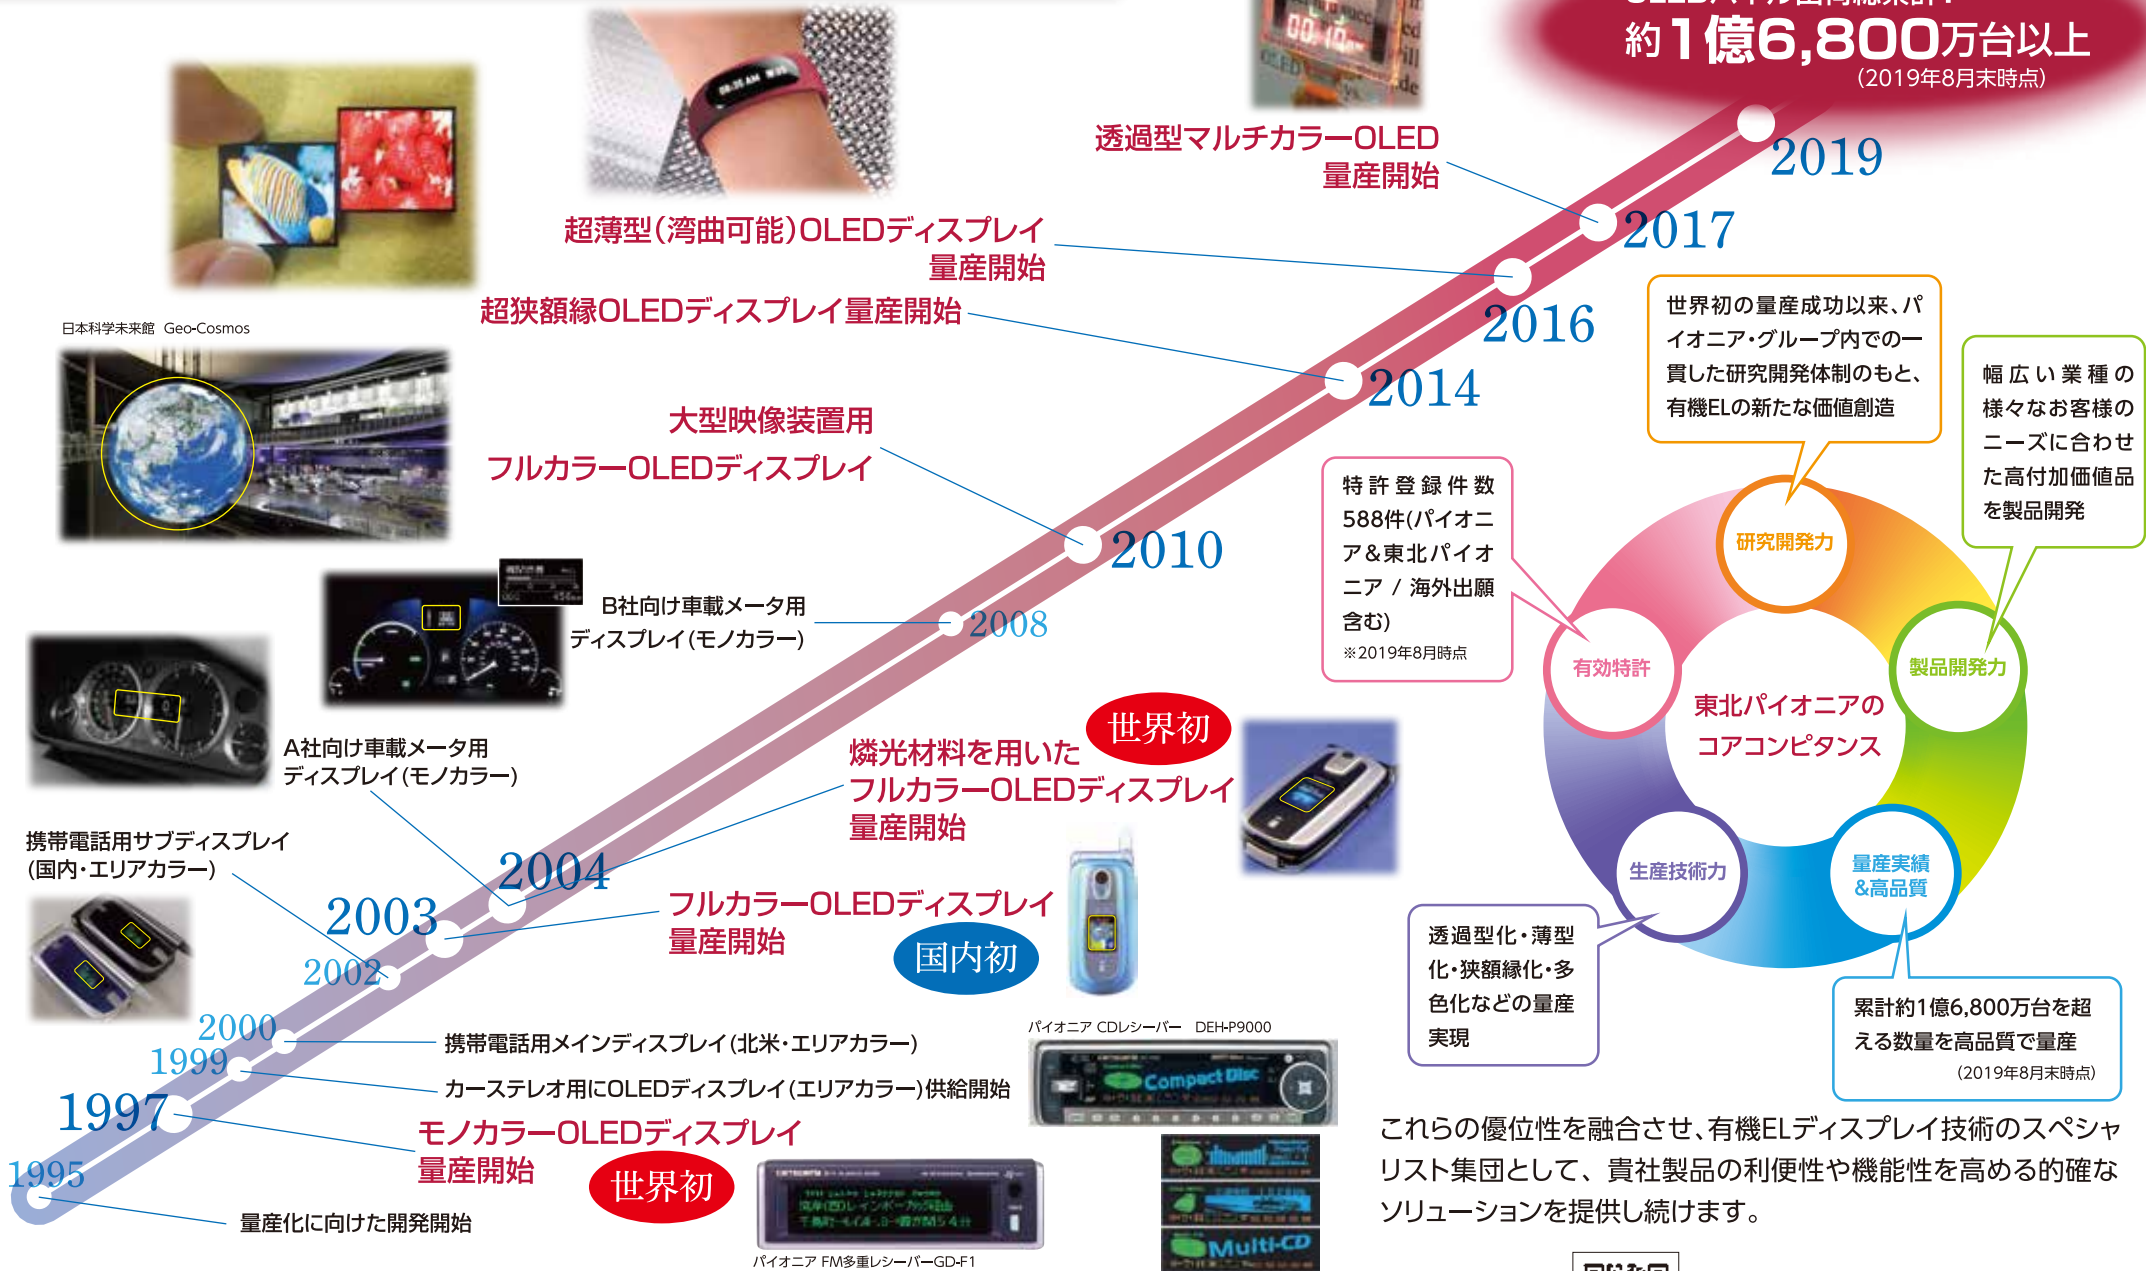 約1億6,800万台以上
(2019年8月末時点)
2019
透過型マルチカラーOLED
量産開始
2017
超薄型(湾曲可能)OLEDディスプレイ
量産開始
2016
超狭額縁OLEDディスプレイ量産開始
2014
日本科学未来館 Geo-Cosmos
大型映像装置用
フルカラーOLEDディスプレイ
2010
B社向け車載メータ用
ディスプレイ(モノカラー)
2008
A社向け車載メータ用
ディスプレイ(モノカラー)
世界初
燐光材料を用いた
フルカラーOLEDディスプレイ
量産開始
2004
携帯電話用サブディスプレイ
(国内・エリアカラー)
2003
フルカラーOLEDディスプレイ
量産開始
国内初
2002
2000
携帯電話用メインディスプレイ(北米・エリアカラー)
1999
カーステレオ用にOLEDディスプレイ(エリアカラー)供給開始
1997
モノカラーOLEDディスプレイ
量産開始
世界初
1995
量産化に向けた開発開始
パイオニア CDレシーバー DEH-P9000
Compact Disc
Multi-CD
パイオニア FM多重レシーバーGD-F1
世界初の量産成功以来、パ
イオニア・グループ内での一
貫した研究開発体制のもと、
有機ELの新たな価値創造
幅広い業種の
様々なお客様の
ニーズに合わせ
た高付加価値品
を製品開発
特許登録件数
588件(パイオニ
ア&東北パイオ
ニア / 海外出願
含む)
※2019年8月時点
研究開発力
有効特許
製品開発力
東北パイオニアの
コアコンピタンス
生産技術力
量産実績
&高品質
透過型化・薄型
化・狭額縁化・多
色化などの量産
実現
累計約1億6,800万台を超
える数量を高品質で量産
(2019年8月末時点)
これらの優位性を融合させ、有機ELディスプレイ技術のスペシャ
リスト集団として、貴社製品の利便性や機能性を高める的確な
ソリューションを提供し続けます。